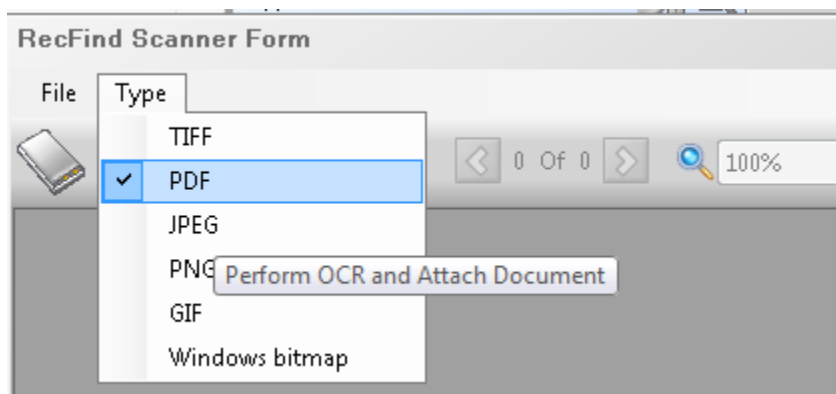 RecFind Scanner Form
File Type
TIFF
0 Of 0 100%
PDF
JPEG
PNG
Perform OCR and Attach Document
GIF
Windows bitmap